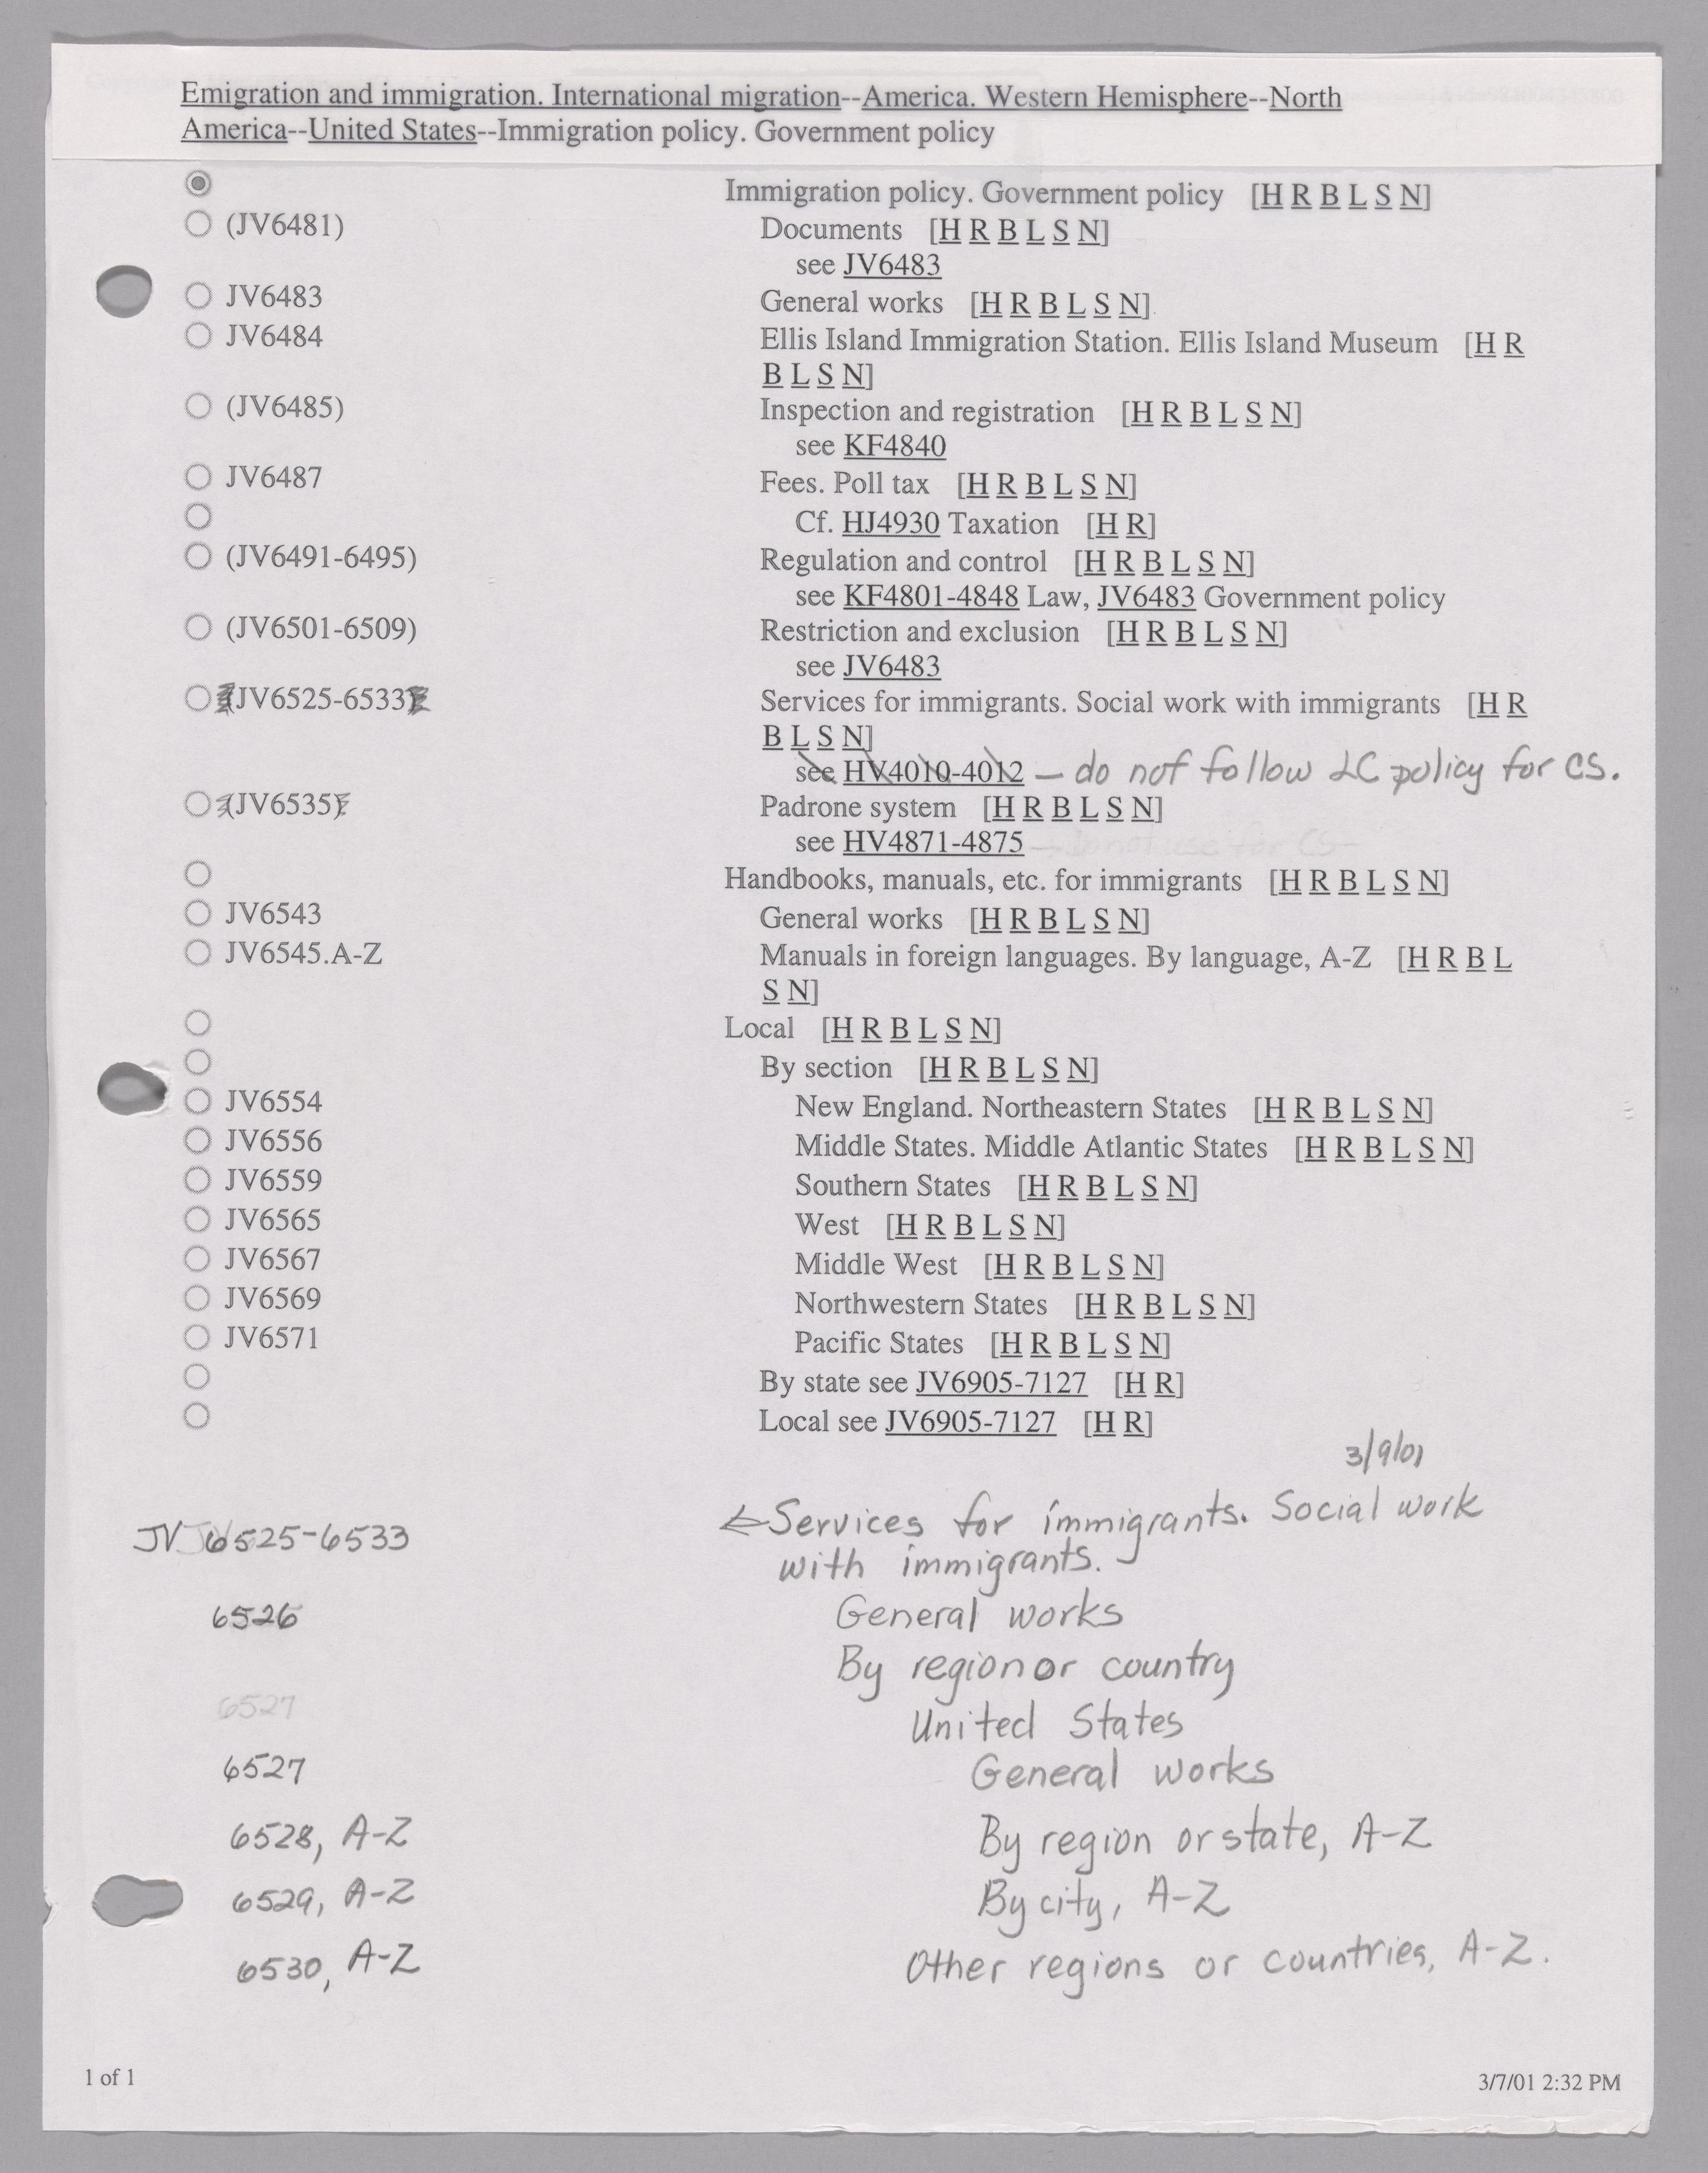 Emigration and immigration. International migration--America. Western Hemisphere--North
America--United States--Immigration policy. Government policy
Immigration policy. Government policy [H R B L S N]
(JV6481) Documents [H R B L S N]
see JV6483
JV6483 General works [H R B L S N]
JV6484 Ellis Island Immigration Station. Ellis Island Museum [H R
B L S N]
(JV6485) Inspection and registration [H R B L S N]
see KF4840
JV6487 Fees. Poll tax [H R B L S N]
Cf. HJ4930 Taxation [H R]
(JV6491-6495) Regulation and control [H R B L S N]
see KF4801-4848 Law, JV6483 Government policy
(JV6501-6509) Restriction and exclusion [H R B L S N]
see JV6483
(JV6525-6533) Services for immigrants. Social work with immigrants [H R
B L S N]
see HV4010-4012 — do not follow LC policy for CS.
(JV6535) Padrone system [H R B L S N]
see HV4871-4875 - Do not use for CS-
Handbooks, manuals, etc. for immigrants [H R B L S N]
JV6543 General works [H R B L S N]
JV6545.A-Z Manuals in foreign languages. By language, A-Z [H R B L
S N]
Local [H R B L S N]
By section [H R B L S N]
JV6554 New England. Northeastern States [H R B L S N]
JV6556 Middle States. Middle Atlantic States [H R B L S N]
JV6559 Southern States [H R B L S N]
JV6565 West [H R B L S N]
JV6567 Middle West [H R B L S N]
JV6569 Northwestern States [H R B L S N]
JV6571 Pacific States [H R B L S N]
By state see JV6905-7127 [H R]
Local see JV6905-7127 [H R]
3/9/01
JV 6525-6533 ← Services for immigrants. Social work
with immigrants.
6526 General works
By region or country
6527 United States
6527 General works
6528, A-Z By region or state, A-Z
6529, A-Z By city, A-Z
6530, A-Z Other regions or countries, A-Z.
1 of 1 3/7/01 2:32 PM